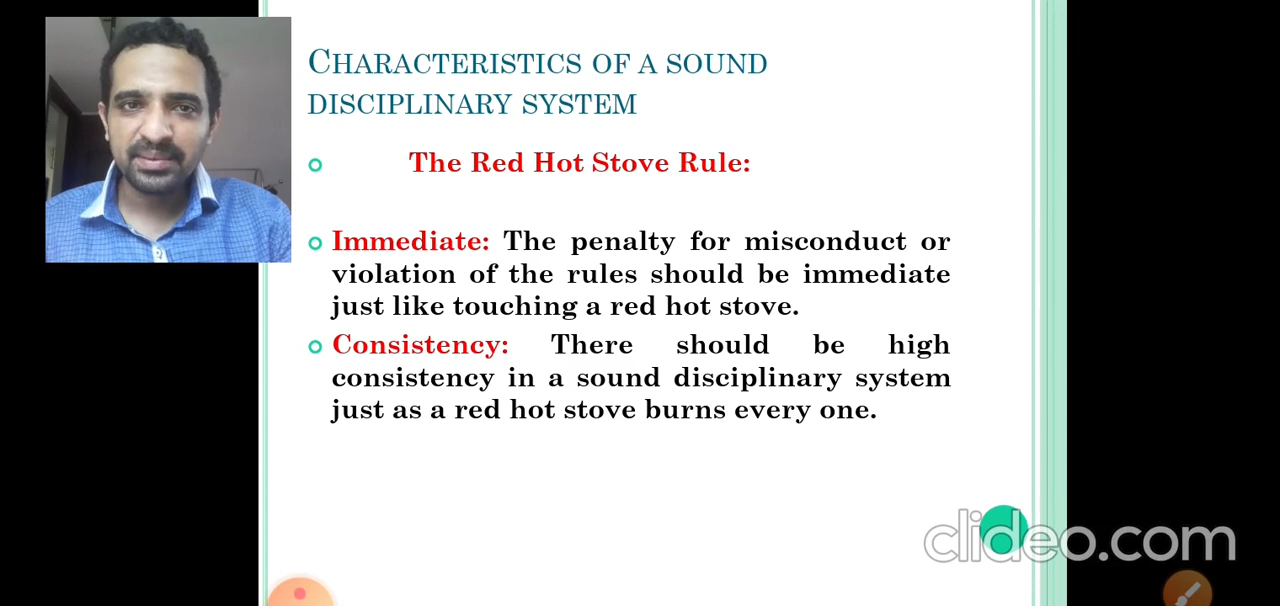 CHARACTERISTICS OF A SOUND
DISCIPLINARY SYSTEM
The Red Hot Stove Rule:
Immediate: The penalty for misconduct or
violation of the rules should be immediate
just like touching a red hot stove.
Consistency: There should be high
consistency in a sound disciplinary system
just as a red hot stove burns every one.
clideo.com